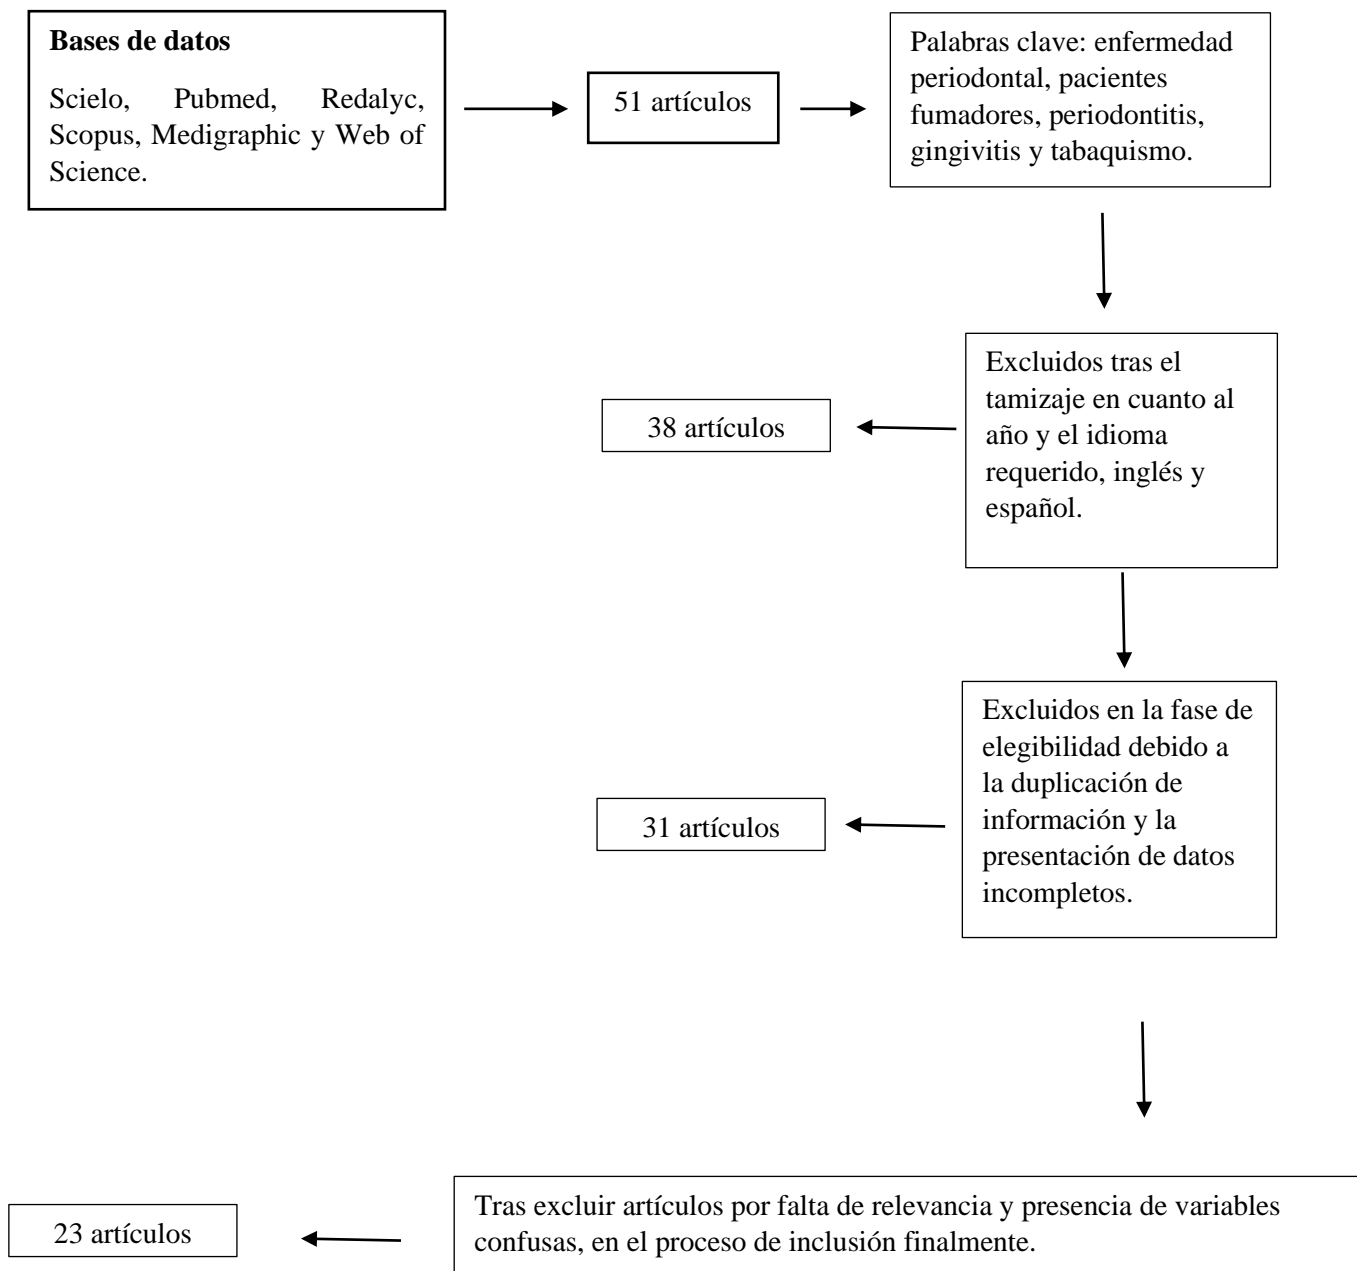 Bases de datos
Scielo, Pubmed, Redalyc,
Scopus, Medigraphic y Web of
Science.
51 artículos
Palabras clave: enfermedad
periodontal, pacientes
fumadores, periodontitis,
gingivitis y tabaquismo.
Excluidos tras el
tamizaje en cuanto al
año y el idioma
requerido, inglés y
español.
38 artículos
Excluidos en la fase de
elegibilidad debido a
la duplicación de
información y la
presentación de datos
incompletos.
31 artículos
Tras excluir artículos por falta de relevancia y presencia de variables
confusas, en el proceso de inclusión finalmente.
23 artículos